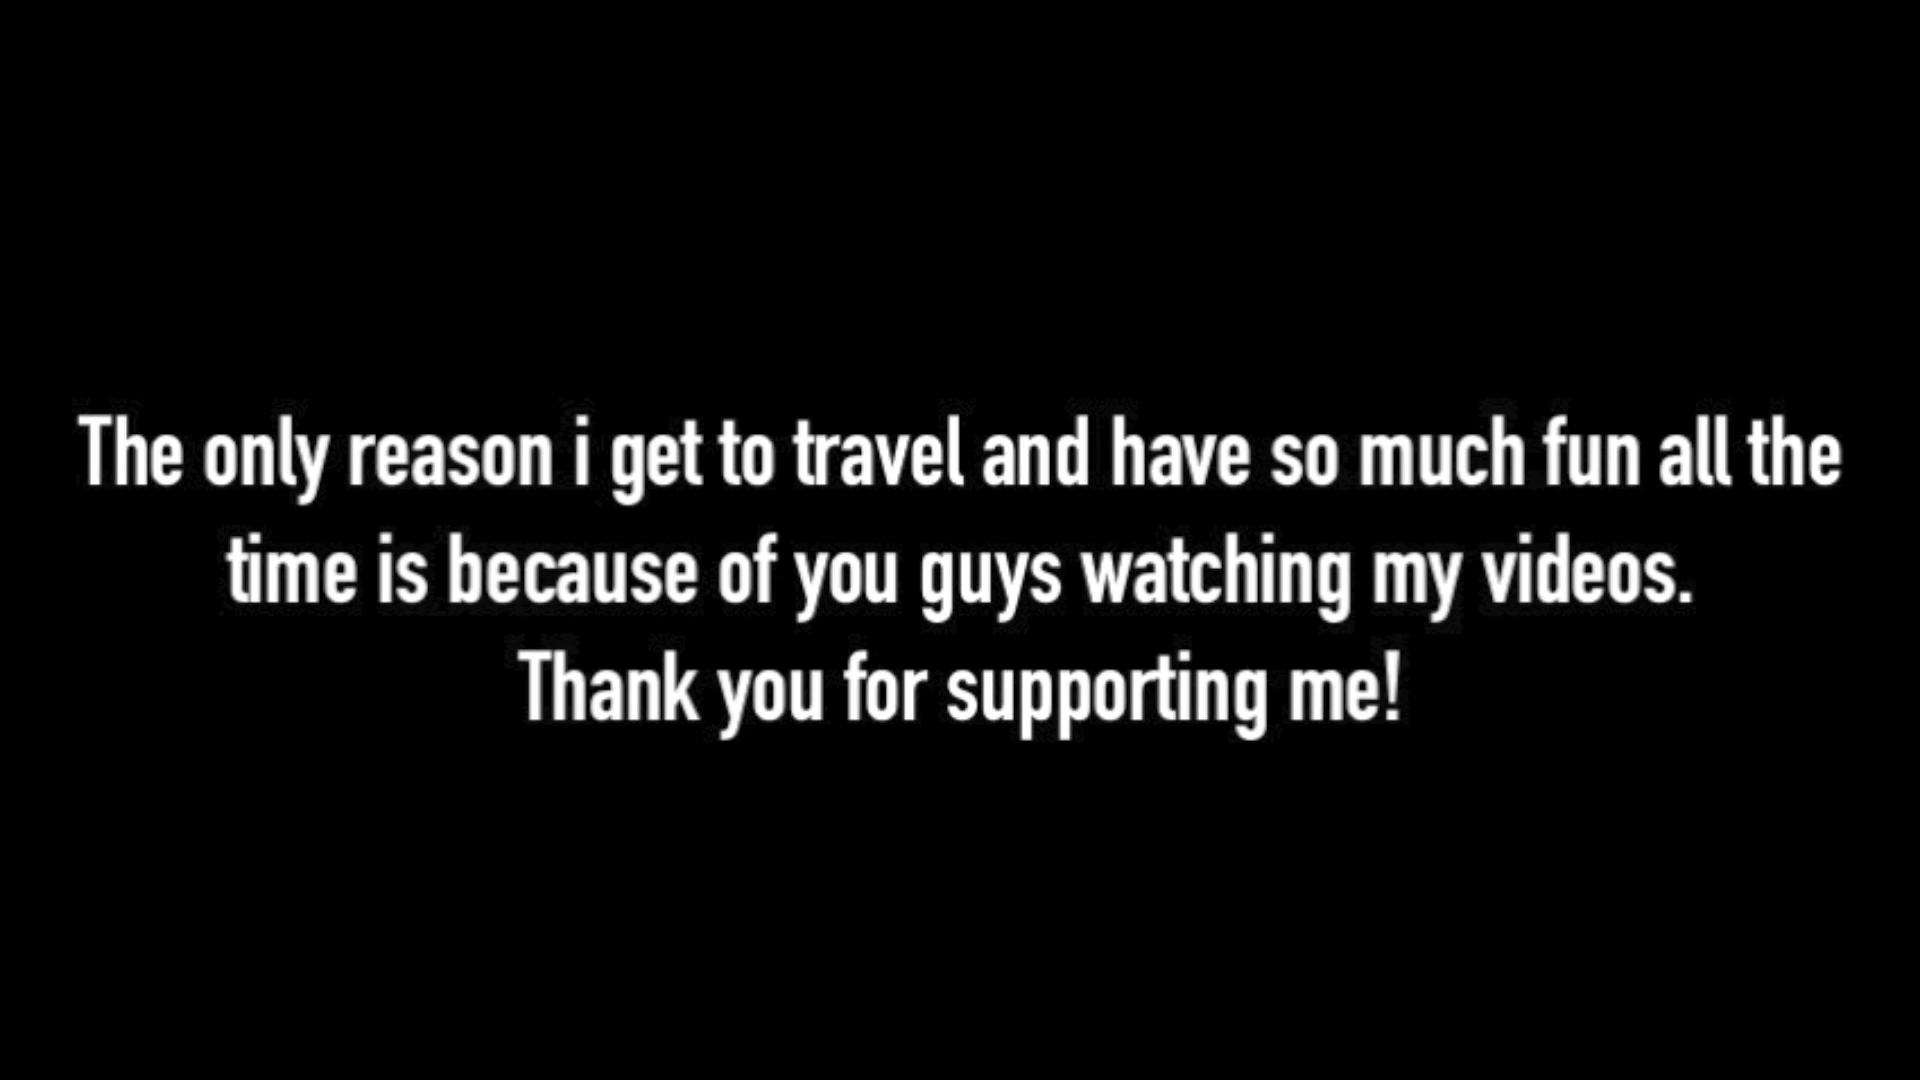 The only reason i get to travel and have so much fun all the
time is because of you guys watching my videos.
Thank you for supporting me!